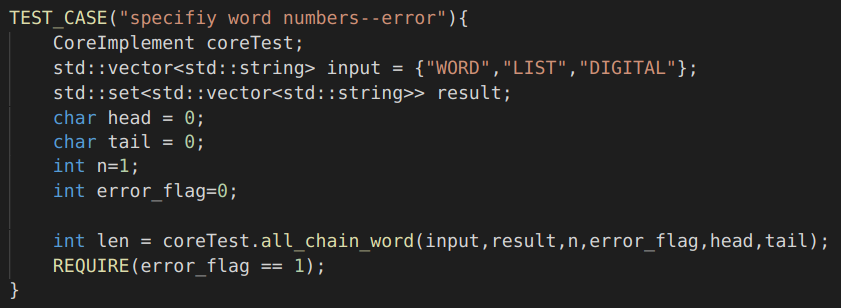 TEST_CASE("specifiy word numbers--error"){
    CoreImplement coreTest;
    std::vector<std::string> input = {"WORD","LIST","DIGITAL"};
    std::set<std::vector<std::string>> result;
    char head = 0;
    char tail = 0;
    int n=1;
    int error_flag=0;

    int len = coreTest.all_chain_word(input,result,n,error_flag,head,tail);
    REQUIRE(error_flag == 1);
}